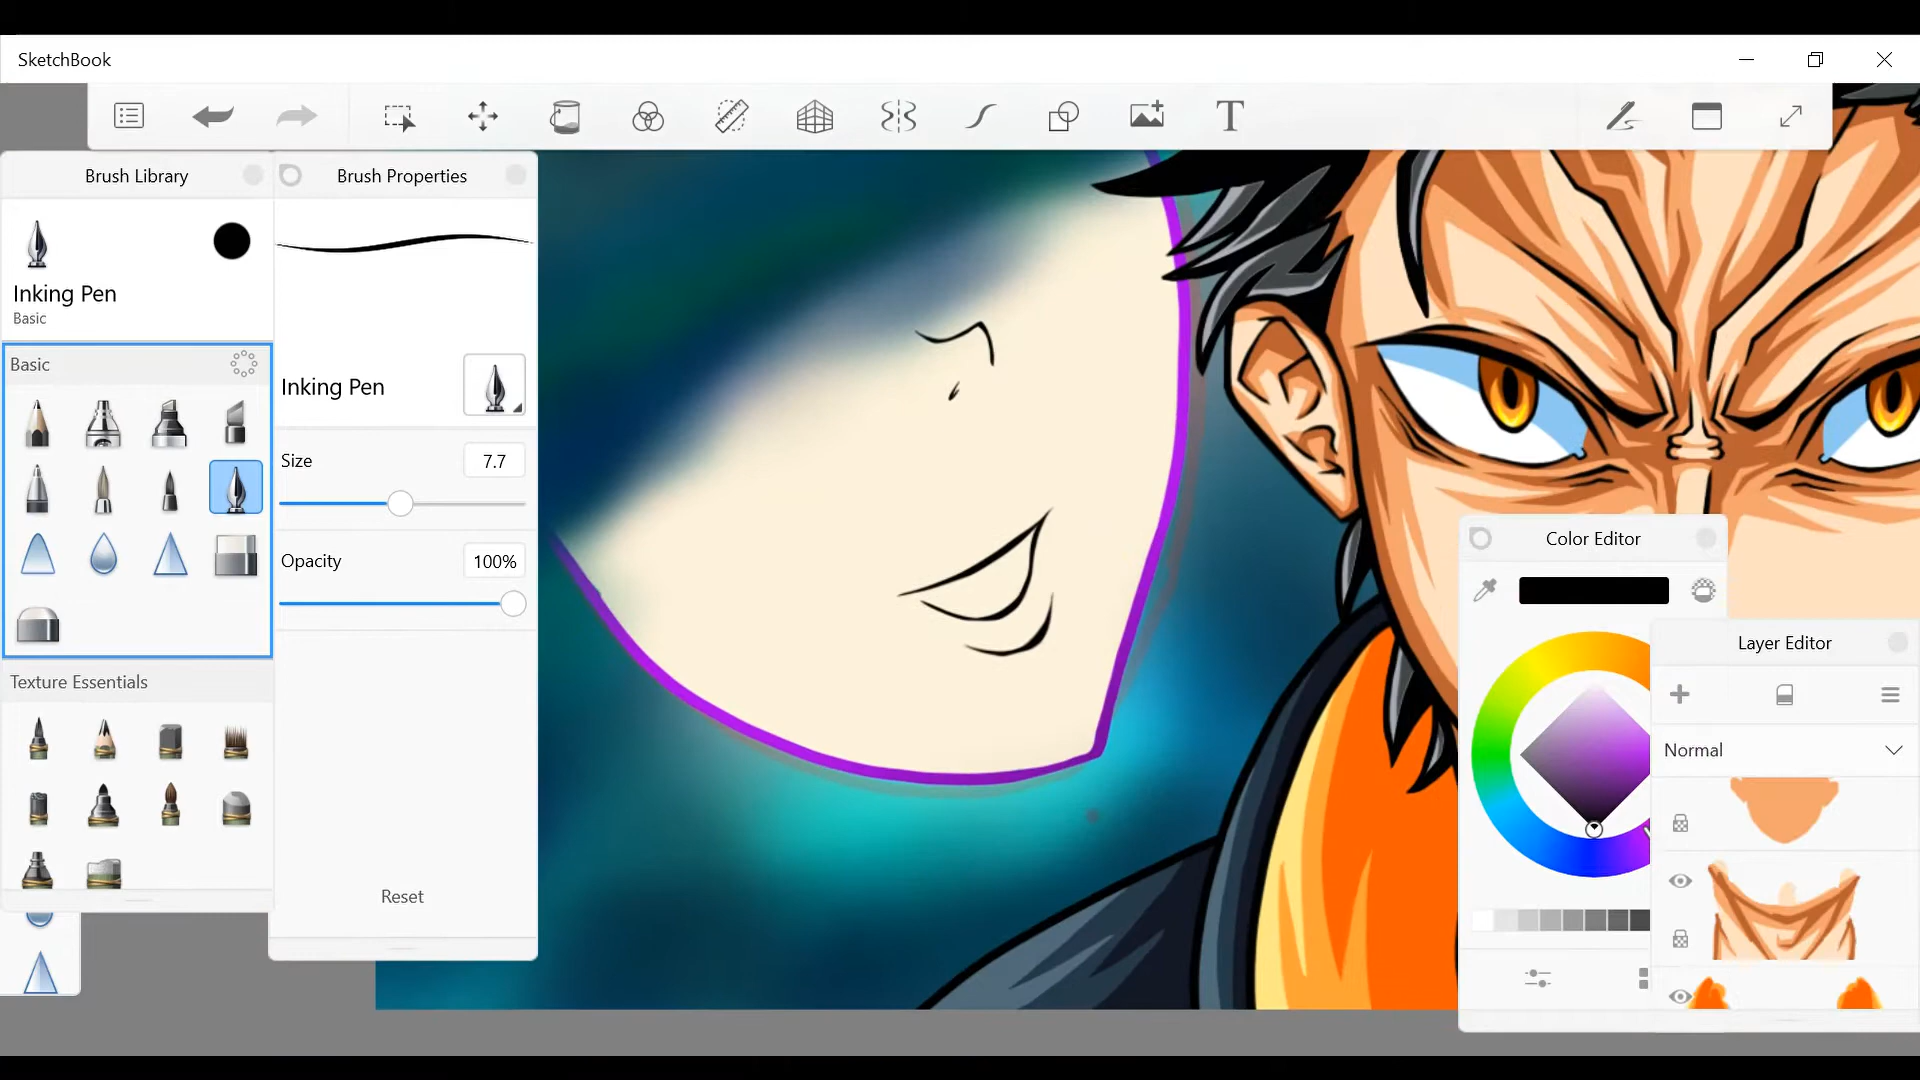 SketchBook
T
Brush Library
Brush Properties
Inking Pen
Basic
Basic
Inking Pen
Size
7.7
Opacity
100%
Texture Essentials
Reset
Color Editor
Layer Editor
Normal